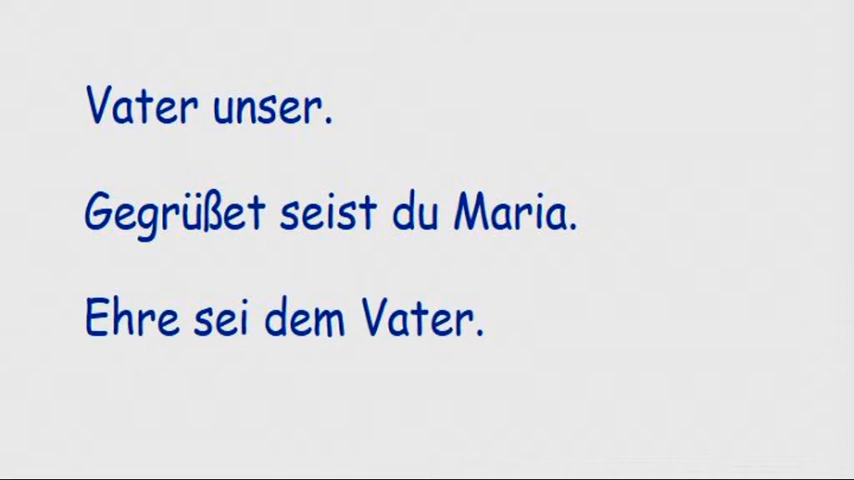 Vater unser.
Gegrüßet seist du Maria.
Ehre sei dem Vater.